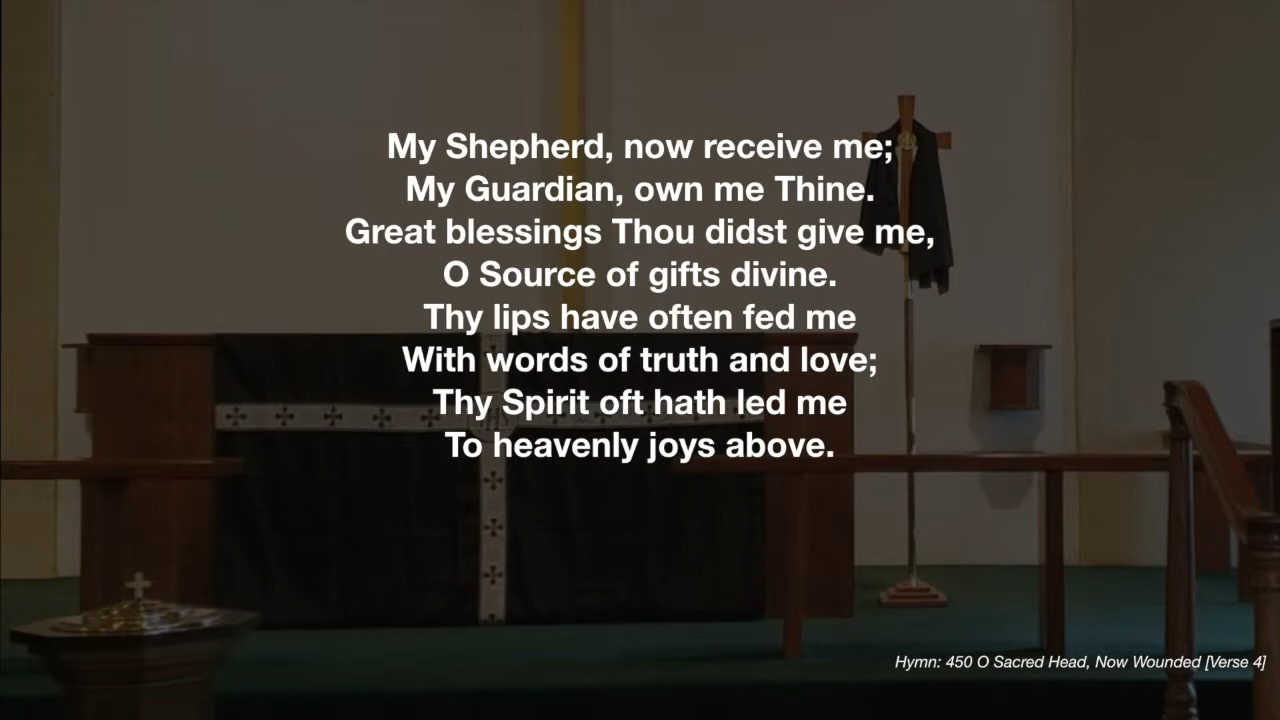 My Shepherd, now receive me;
My Guardian, own me Thine.
Great blessings Thou didst give me,
O Source of gifts divine.
Thy lips have often fed me
With words of truth and love;
Thy Spirit oft hath led me
To heavenly joys above.
IHS
Hymn: 450 O Sacred Head, Now Wounded [Verse 4]